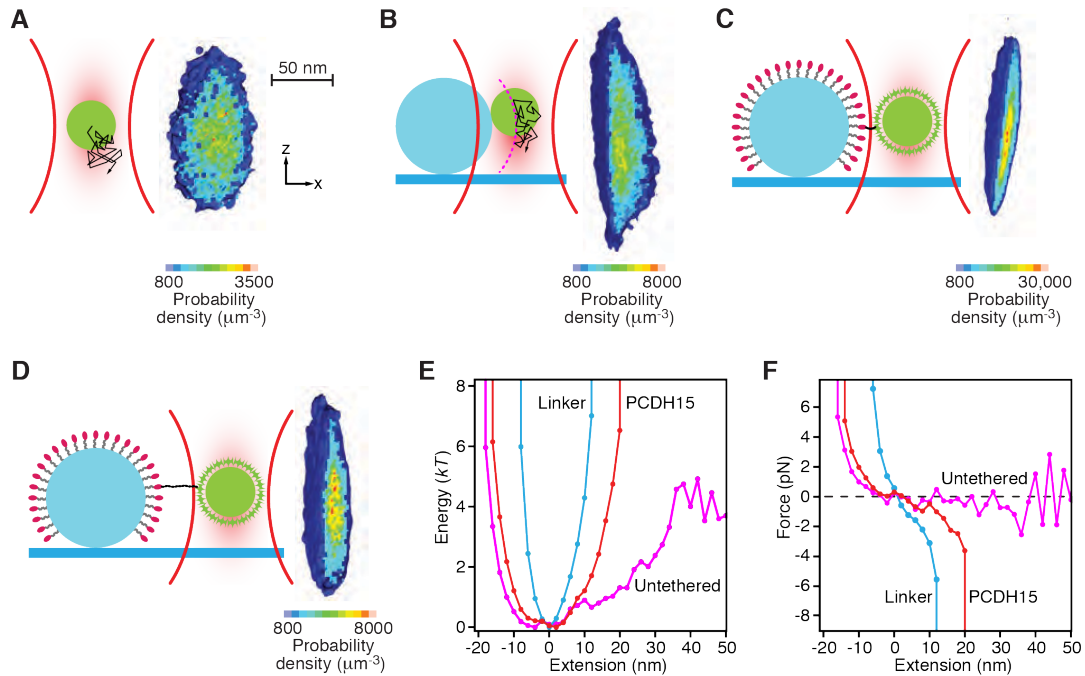 A
50 nm
z
x
800 3500
Probability
density (μm-3)
B
800 8000
Probability
density (μm-3)
C
800 30,000
Probability
density (μm-3)
D
800 8000
Probability
density (μm-3)
E
8
6
4
2
0
Energy (kT)
Linker
PCDH15
Untethered
-20 -10 0 10 20 30 40 50
Extension (nm)
F
6
4
2
0
-2
-4
-6
-8
Force (pN)
Untethered
Linker
PCDH15
-20 -10 0 10 20 30 40 50
Extension (nm)